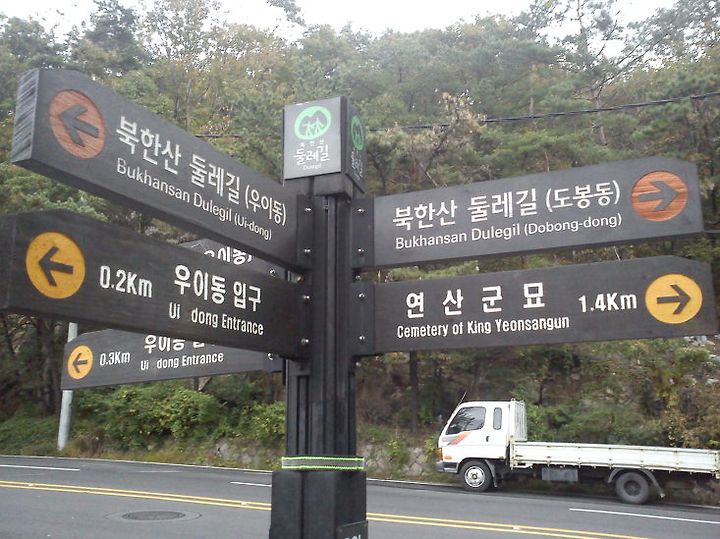 북한산
둘레길
Dulegil
북한산 둘레길 (우이동)
Bukhansan Dulegil (Ui-dong)
0.2Km 우이동 입구
Ui dong Entrance
우이동
0.3Km 우이동
Ui dong Entrance
북한산 둘레길 (도봉동)
Bukhansan Dulegil (Dobong-dong)
연산군묘 1.4Km
Cemetery of King Yeonsangun